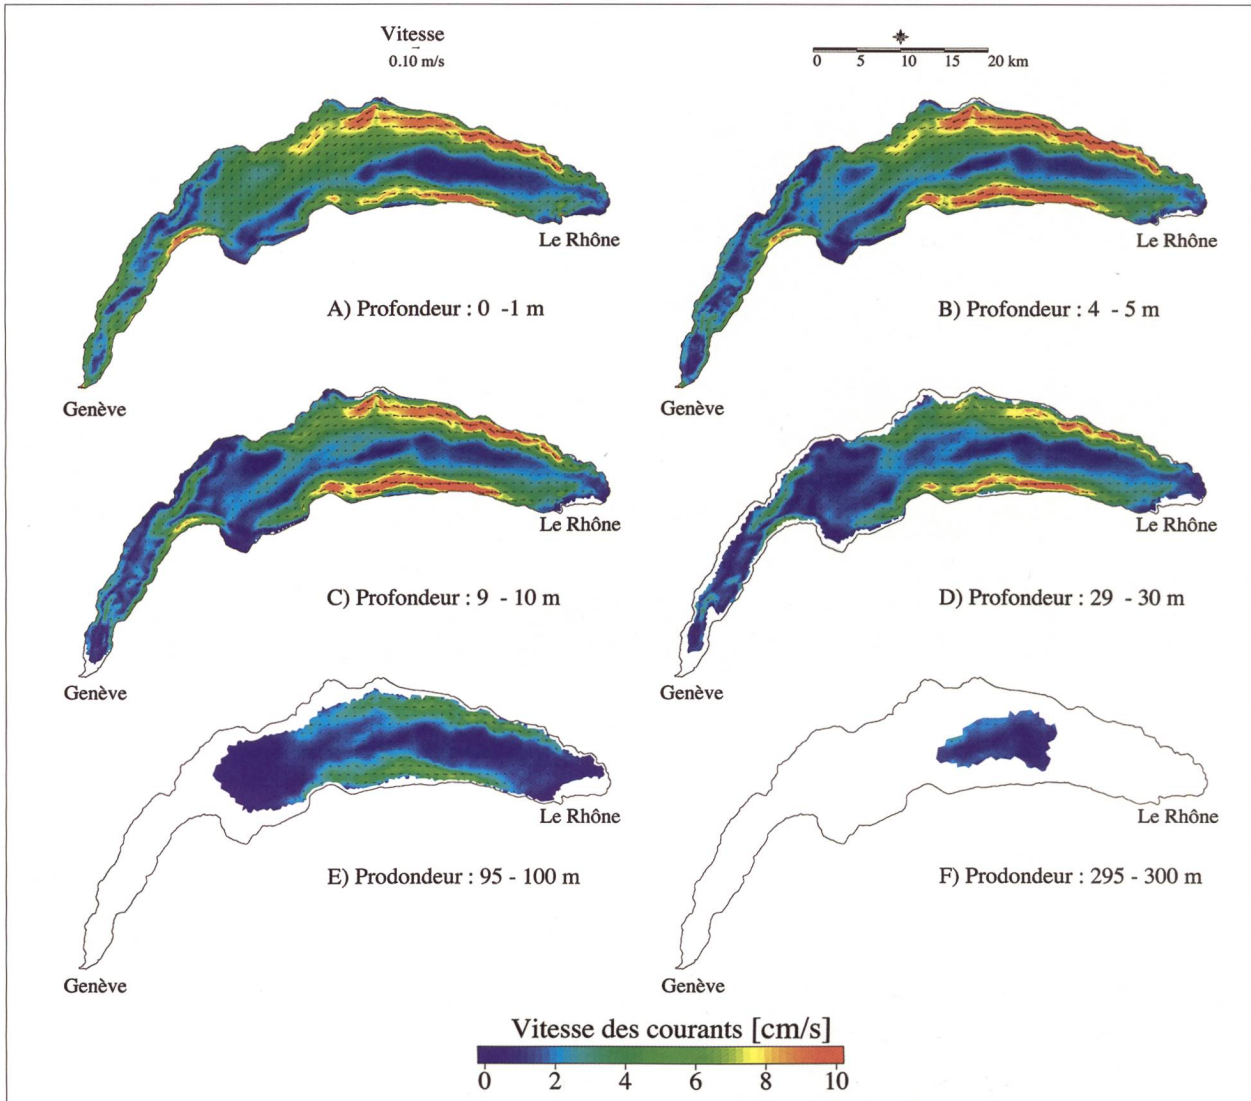 Vitesse
0.10 m/s
0 5 10 15 20 km
Le Rhône
Le Rhône
A) Profondeur : 0 -1 m
B) Profondeur : 4 - 5 m
Genève
Genève
Le Rhône
Le Rhône
C) Profondeur : 9 - 10 m
D) Profondeur : 29 - 30 m
Genève
Genève
Le Rhône
Le Rhône
E) Prodondeur : 95 - 100 m
F) Prodondeur : 295 - 300 m
Genève
Genève
Vitesse des courants [cm/s]
0 2 4 6 8 10